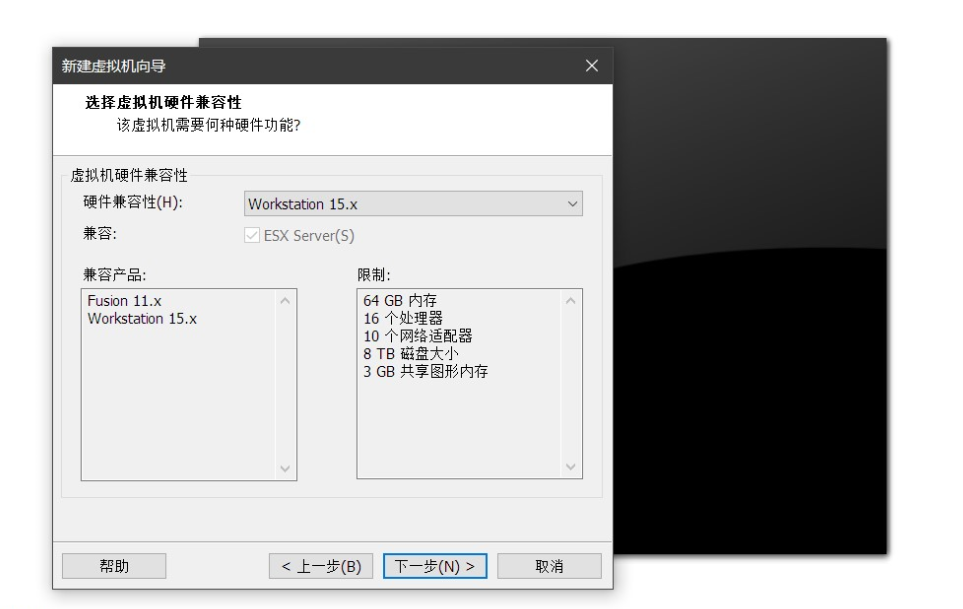 新建虚拟机向导
选择虚拟机硬件兼容性
该虚拟机需要何种硬件功能?
虚拟机硬件兼容性
硬件兼容性(H): Workstation 15.x
兼容: ESX Server(S)
兼容产品:
Fusion 11.x
Workstation 15.x
限制:
64 GB 内存
16 个处理器
10 个网络适配器
8 TB 磁盘大小
3 GB 共享图形内存
帮助 < 上一步(B) 下一步(N) > 取消